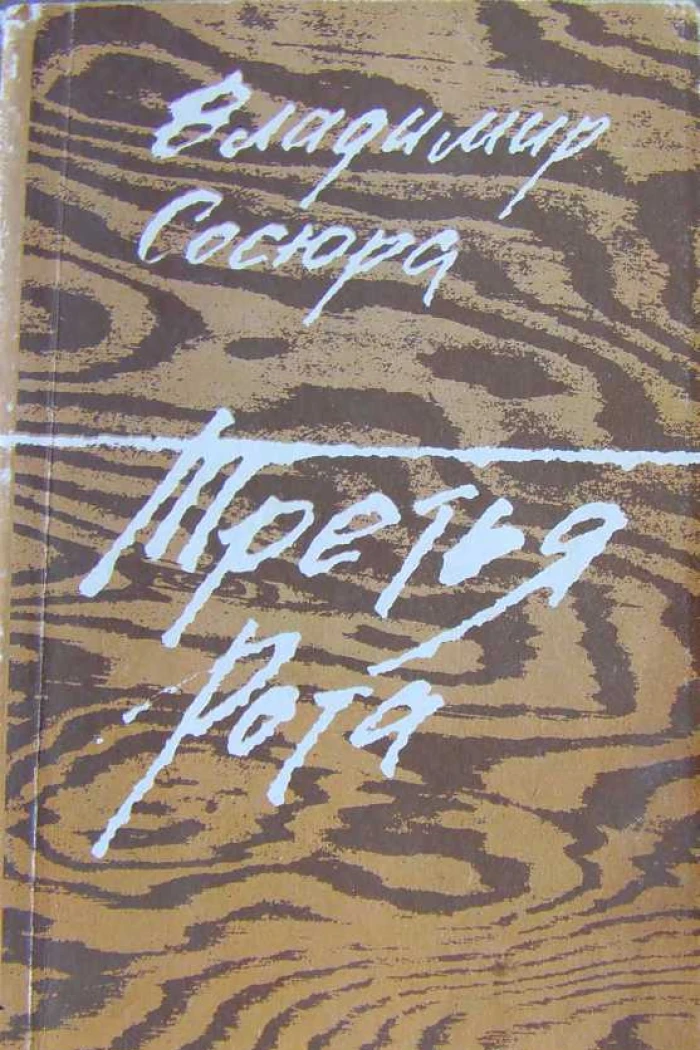 Владимир
Сосюра
Третья
Рота